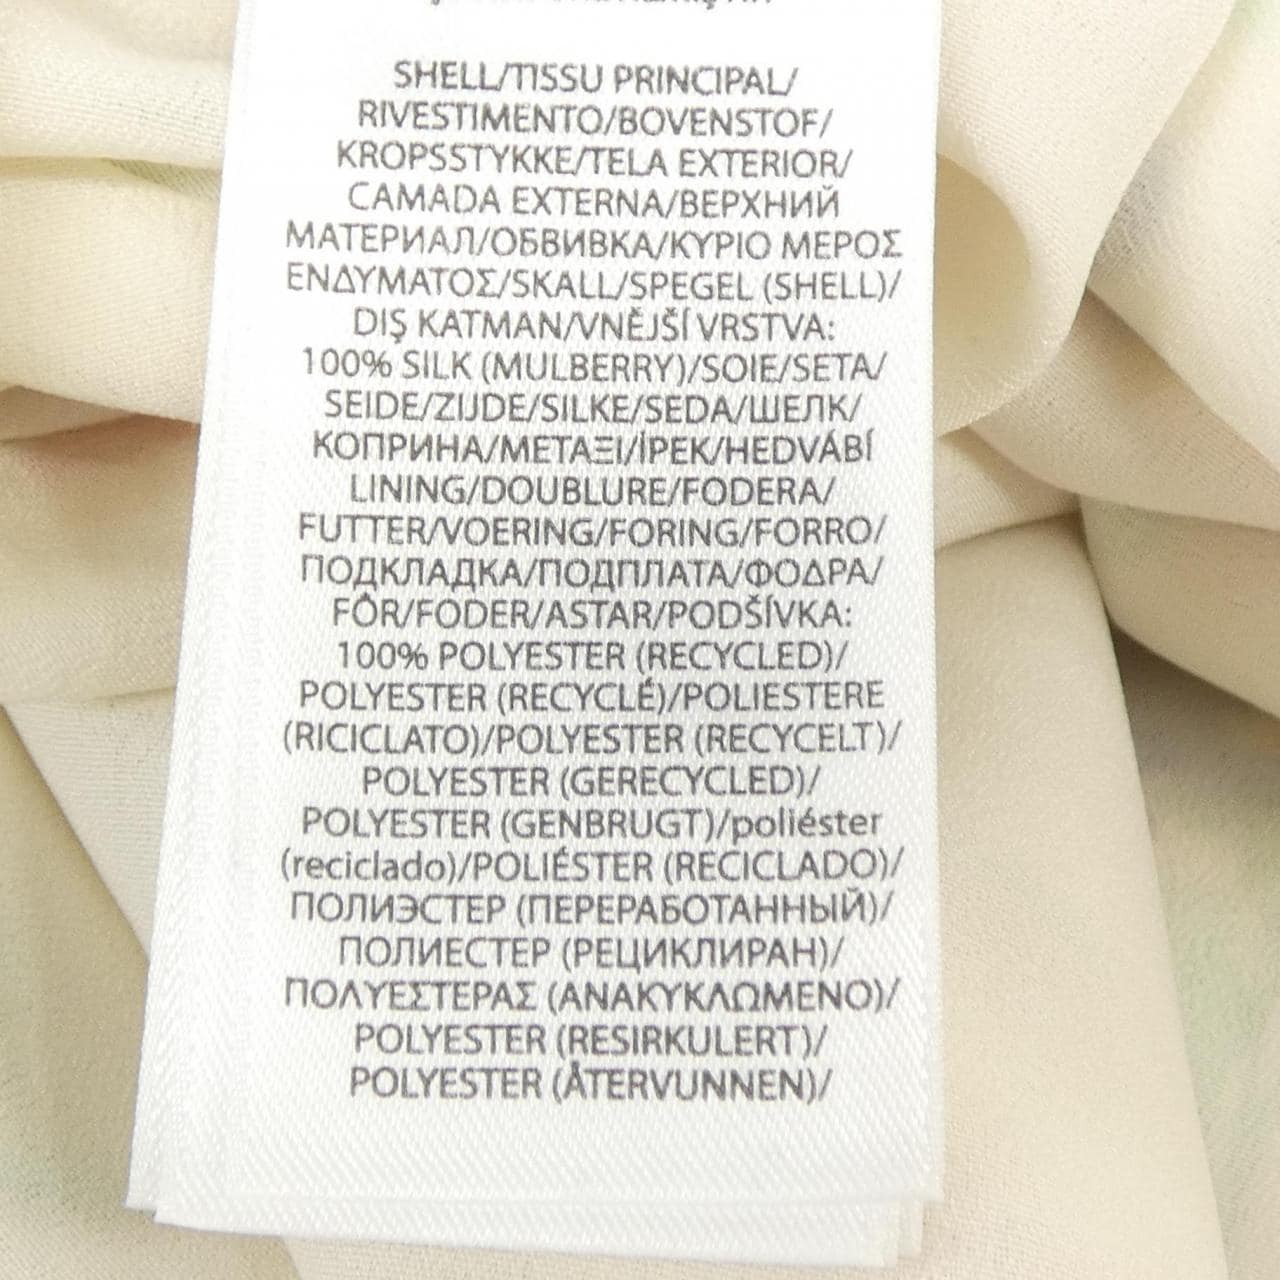 SHELL/TISSU PRINCIPAL/
RIVESTIMENTO/BOVENSTOF/
KROPSSTYKKE/TELA EXTERIOR/
CAMADA EXTERNA/ВЕРХНИЙ
МАТЕРИАЛ/ОБВИВКА/ΚΥΡΙΟ ΜΕΡΟΣ
ΕΝΔΥΜΑΤΟΣ/SKALL/SPEGEL (SHELL)/
DIŞ KATMAN/VNĚJŠÍ VRSTVA:
100% SILK (MULBERRY)/SOIE/SETA/
SEIDE/ZIJDE/SILKE/SEDA/ШЕЛК/
КОПРИНА/ΜΕΤΑΞΙ/İPEK/HEDVÁBÍ
LINING/DOUBLURE/FODERA/
FUTTER/VOERING/FORING/FORRO/
ПОДКЛАДКА/ПОДПЛАТА/ΦΟΔΡΑ/
FÔR/FODER/ASTAR/PODŠÍVKA:
100% POLYESTER (RECYCLED)/
POLYESTER (RECYCLÉ)/POLIESTERE
(RICICLATO)/POLYESTER (RECYCELT)/
POLYESTER (GERECYCLED)/
POLYESTER (GENBRUGT)/poliéster
(reciclado)/POLIÉSTER (RECICLADO)/
ПОЛИЭСТЕР (ПЕРЕРАБОТАННЫЙ)/
ПОЛИЕСТЕР (РЕЦИКЛИРАН)/
ΠΟΛΥΕΣΤΕΡΑΣ (ΑΝΑΚΥΚΛΩΜΕΝΟ)/
POLYESTER (RESIRKULERT)/
POLYESTER (ÅTERVUNNEN)/